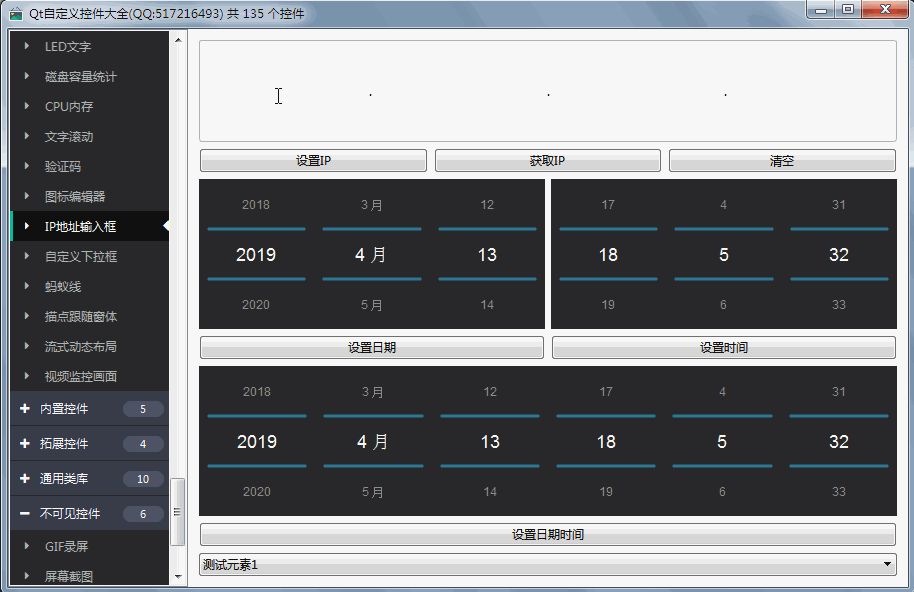 Qt自定义控件大全(QQ:517216493) 共 135 个控件
LED文字
磁盘容量统计
CPU内存
文字滚动
验证码
图标编辑器
IP地址输入框
自定义下拉框
蚂蚁线
描点跟随窗体
流式动态布局
视频监控画面
内置控件 5
拓展控件 4
通用类库 10
不可见控件 6
GIF录屏
屏幕截图
. . .
设置IP 获取IP 清空
2018 3 月 12 17 4 31
2019 4 月 13 18 5 32
2020 5 月 14 19 6 33
设置日期 设置时间
2018 3 月 12 17 4 31
2019 4 月 13 18 5 32
2020 5 月 14 19 6 33
设置日期时间
测试元素1